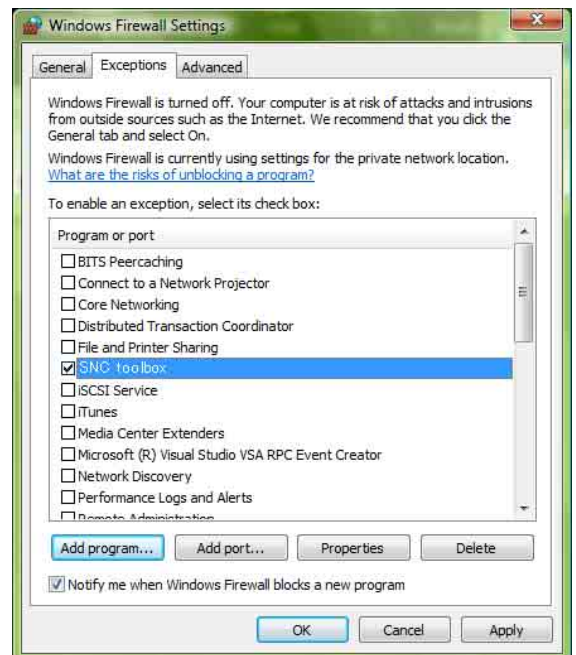 Windows Firewall Settings
General Exceptions Advanced
Windows Firewall is turned off. Your computer is at risk of attacks and intrusions
from outside sources such as the Internet. We recommend that you click the
General tab and select On.
Windows Firewall is currently using settings for the private network location.
What are the risks of unblocking a program?
To enable an exception, select its check box:
Program or port
BITS Peercaching
Connect to a Network Projector
Core Networking
Distributed Transaction Coordinator
File and Printer Sharing
SNC toolbox
iSCSI Service
iTunes
Media Center Extenders
Microsoft (R) Visual Studio VSA RPC Event Creator
Network Discovery
Performance Logs and Alerts
Remote Administration
Add program... Add port... Properties Delete
Notify me when Windows Firewall blocks a new program
OK Cancel Apply